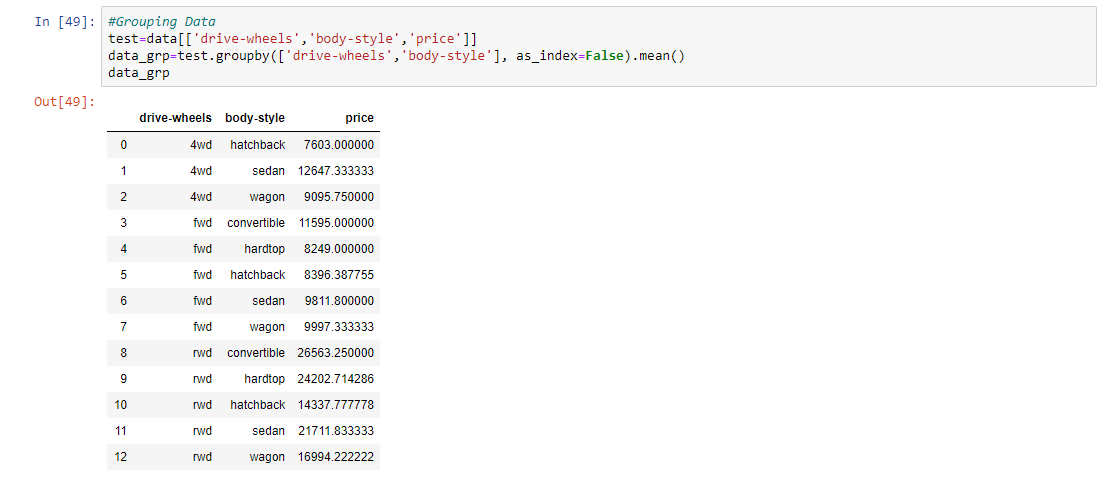 In [49]: #Grouping Data
test=data[['drive-wheels','body-style','price']]
data_grp=test.groupby(['drive-wheels','body-style'], as_index=False).mean()
data_grp
Out[49]:
drive-wheels body-style price
0 4wd hatchback 7603.000000
1 4wd sedan 12647.333333
2 4wd wagon 9095.750000
3 fwd convertible 11595.000000
4 fwd hardtop 8249.000000
5 fwd hatchback 8396.387755
6 fwd sedan 9811.800000
7 fwd wagon 9997.333333
8 rwd convertible 26563.250000
9 rwd hardtop 24202.714286
10 rwd hatchback 14337.777778
11 rwd sedan 21711.833333
12 rwd wagon 16994.222222